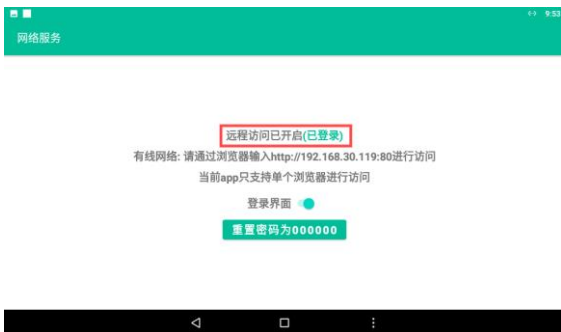 9:53
网络服务
远程访问已开启(已登录)
有线网络: 请通过浏览器输入http://192.168.30.119:80进行访问
当前app只支持单个浏览器进行访问
登录界面
重置密码为000000